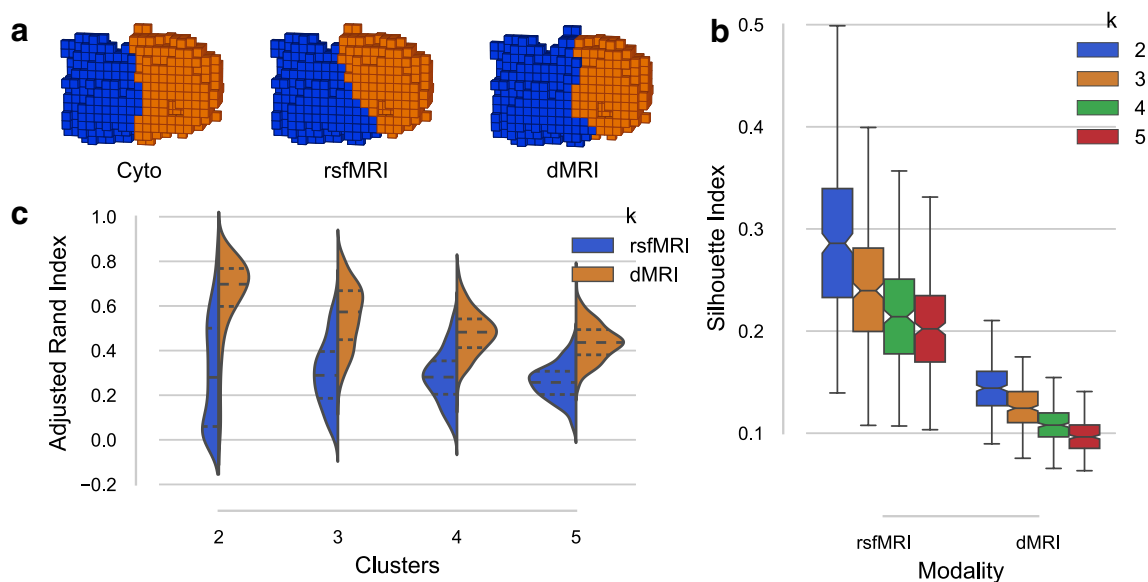 a
Cyto
rsfMRI
dMRI
b
k
2
3
4
5
0.5
0.4
0.3
0.2
0.1
Silhouette Index
rsfMRI
dMRI
Modality
c
k
rsfMRI
dMRI
1.0
0.8
0.6
0.4
0.2
0.0
−0.2
Adjusted Rand Index
2
3
4
5
Clusters